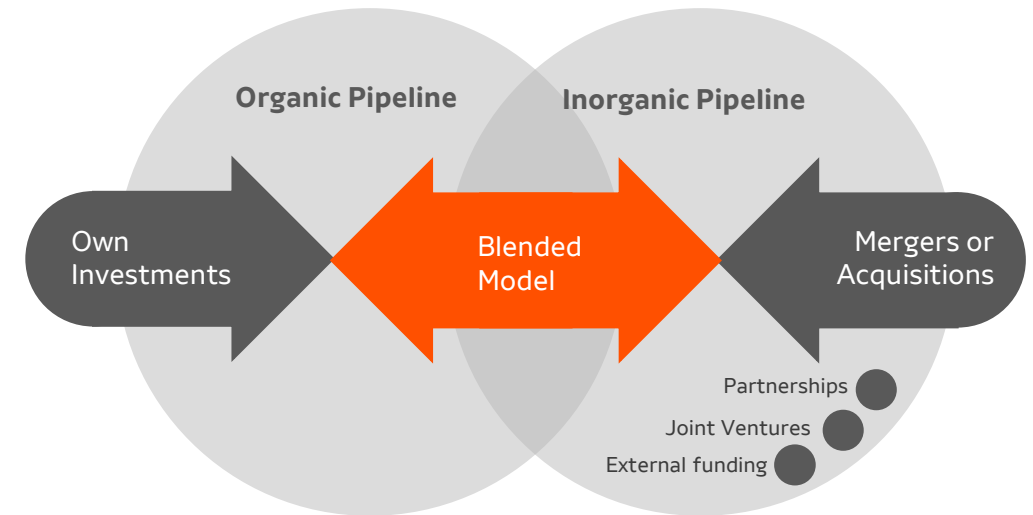 Organic Pipeline
Inorganic Pipeline
Own
Investments
Blended
Model
Mergers or
Acquisitions
Partnerships
Joint Ventures
External funding